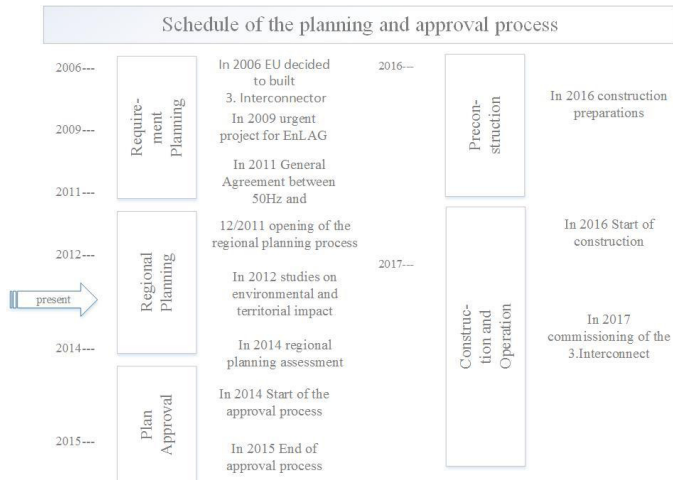 Schedule of the planning and approval process
2006---
2009---
2011---
2012---
present
2014---
2015---
Require-
ment
Planning
In 2006 EU decided
to built
3. Interconnector
In 2009 urgent
project for EnLAG
In 2011 General
Agreement between
50Hz and
Regional
Planning
12/2011 opening of the
regional planning process
In 2012 studies on
environmental and
territorial impact
In 2014 regional
planning assessment
Plan
Approval
In 2014 Start of the
approval process
In 2015 End of
approval process
2016---
2017---
Precon-
struction
In 2016 construction
preparations
Construc-
tion and
Operation
In 2016 Start of
construction
In 2017
commissioning of the
3.Interconnect